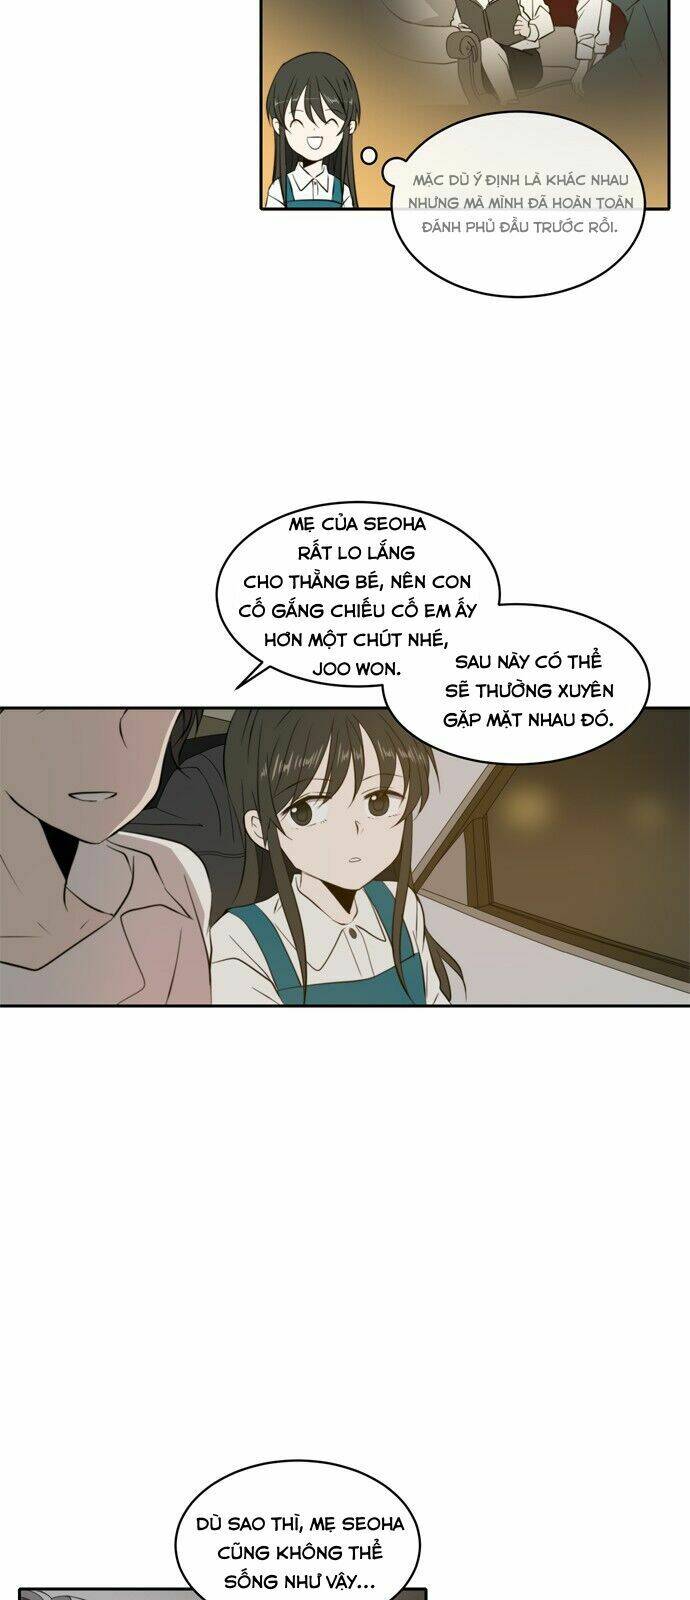 MẶC DÙ Ý ĐỊNH LÀ KHÁC NHAU
NHƯNG MÀ MÌNH ĐÃ HOÀN TOÀN
ĐÁNH PHỦ ĐẦU TRƯỚC RỒI.
MẸ CỦA SEOHA
RẤT LO LẮNG
CHO THẰNG BÉ, NÊN CON
CỐ GẮNG CHIẾU CỐ EM ẤY
HƠN MỘT CHÚT NHÉ,
JOO WON.
SAU NÀY CÓ THỂ
SẼ THƯỜNG XUYÊN
GẶP MẶT NHAU ĐÓ.
DÙ SAO THÌ, MẸ SEOHA
CŨNG KHÔNG THỂ
SỐNG NHƯ VẬY...